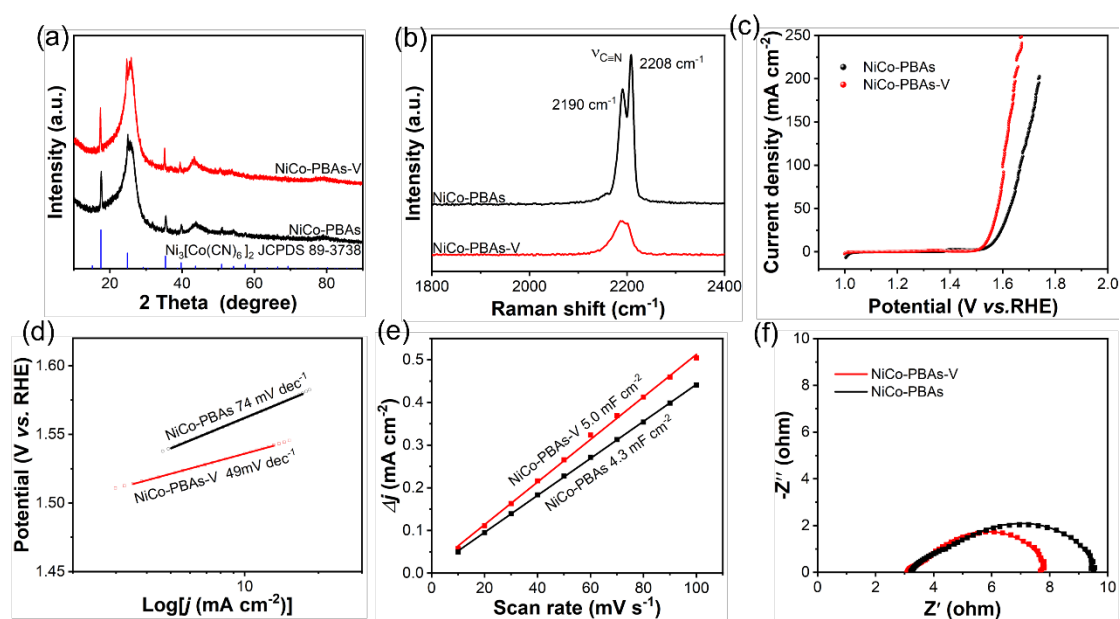 (a)
Intensity (a.u.)
NiCo-PBAs-V
NiCo-PBAs
Ni3[Co(CN)6]2 JCPDS 89-3738
20 40 60 80
2 Theta (degree)
(b)
Intensity (a.u.)
νC≡N
2208 cm-1
2190 cm-1
NiCo-PBAs
NiCo-PBAs-V
1800 2000 2200 2400
Raman shift (cm-1)
(c)
Current density (mA cm-2)
250
200
150
100
50
0
NiCo-PBAs
NiCo-PBAs-V
1.0 1.2 1.4 1.6 1.8 2.0
Potential (V vs.RHE)
(d)
Potential (V vs. RHE)
1.60
1.55
1.50
1.45
NiCo-PBAs 74 mV dec-1
NiCo-PBAs-V 49mV dec-1
10
Log[j (mA cm-2)]
(e)
Δj (mA cm-2)
0.5
0.4
0.3
0.2
0.1
0.0
NiCo-PBAs-V 5.0 mF cm-2
NiCo-PBAs 4.3 mF cm-2
10 20 30 40 50 60 70 80 90 100
Scan rate (mV s-1)
(f)
-Z'' (ohm)
10
8
6
4
2
0
NiCo-PBAs-V
NiCo-PBAs
0 2 4 6 8 10
Z' (ohm)